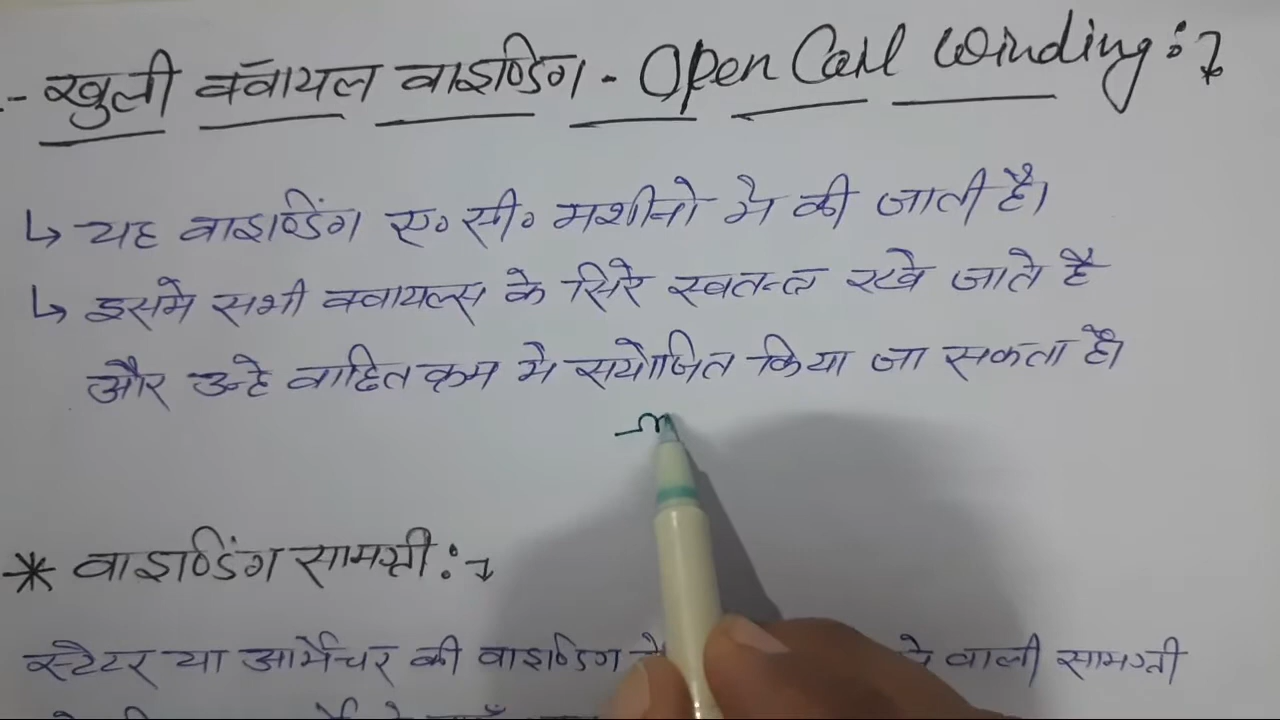 - खुली क्वॉयल वाइण्डिंग - Open Coil Winding :-
↳ यह वाइण्डिंग ए॰ सी॰ मशीनो मे की जाती है।
↳ इसमे सभी क्वायल्स के सिरे स्वतन्त्र रखे जाते है
और उन्हे वाहित क्रम मे सयोजित किया जा सकता है।
* वाइण्डिंग सामग्री :-
स्टैटर या आर्मेचर की वाइण्डिंग वाली सामग्री